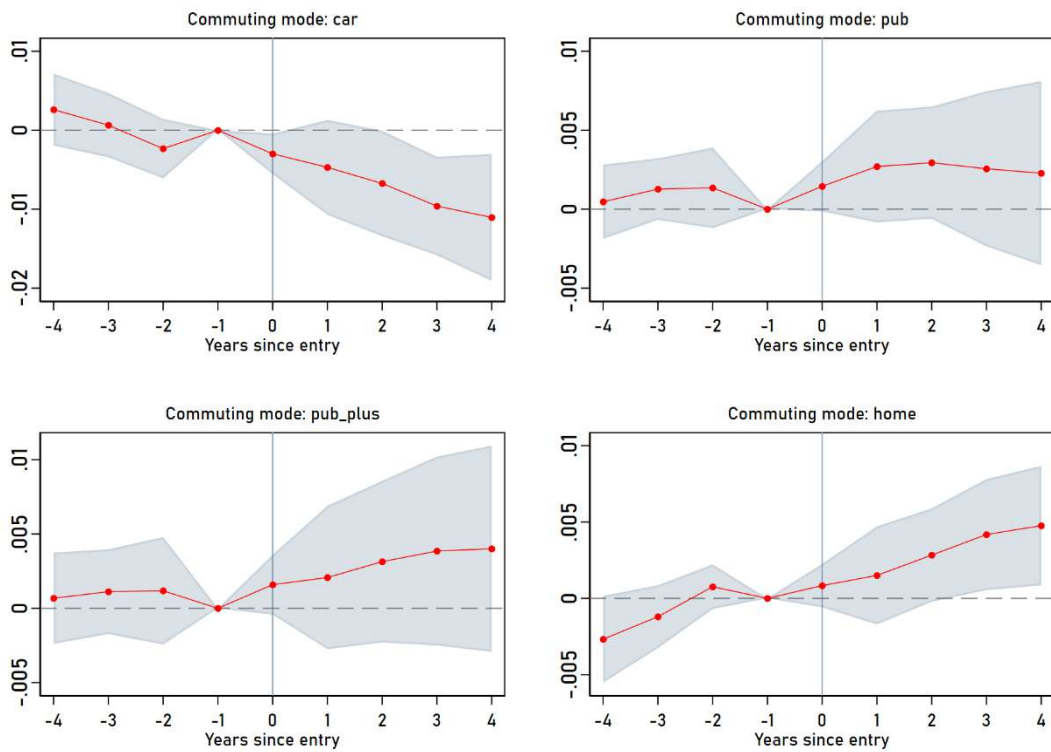 Commuting mode: car
.01
0
-.01
-.02
-4 -3 -2 -1 0 1 2 3 4
Years since entry
Commuting mode: pub
.01
.005
0
-.005
-4 -3 -2 -1 0 1 2 3 4
Years since entry
Commuting mode: pub_plus
.01
.005
0
-.005
-4 -3 -2 -1 0 1 2 3 4
Years since entry
Commuting mode: home
.01
.005
0
-.005
-4 -3 -2 -1 0 1 2 3 4
Years since entry